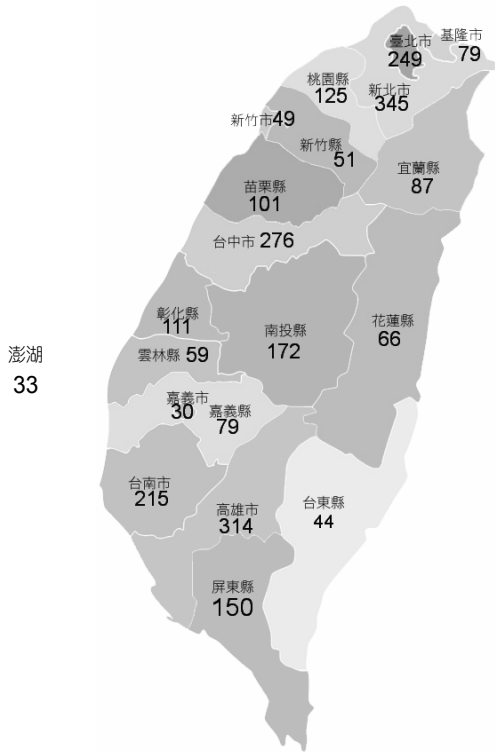 臺北市
249
基隆市
79
桃園縣
125
新北市
345
新竹市49
新竹縣
51
宜蘭縣
87
苗栗縣
101
台中市 276
彰化縣
111
南投縣
172
花蓮縣
66
澎湖
33
雲林縣 59
嘉義市
30
嘉義縣
79
台南市
215
高雄市
314
台東縣
44
屏東縣
150